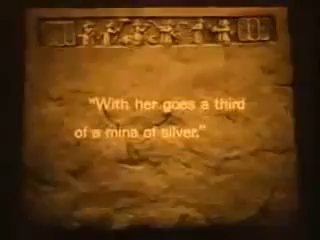 "With her goes a third
of a mina of silver."